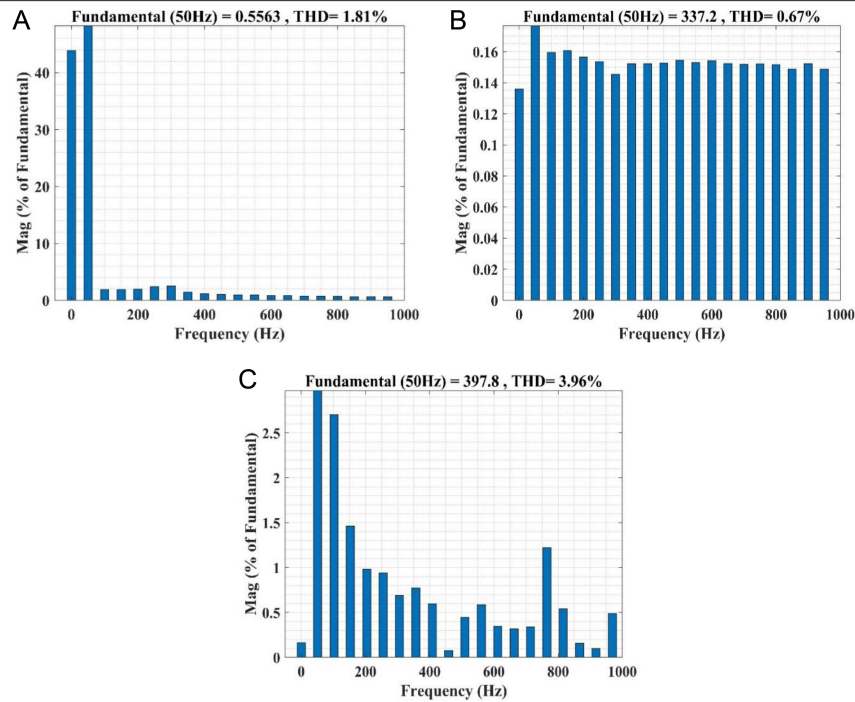 A
Fundamental (50Hz) = 0.5563 , THD= 1.81%
Mag (% of Fundamental)
40
30
20
10
0
0 200 400 600 800 1000
Frequency (Hz)
B
Fundamental (50Hz) = 337.2 , THD= 0.67%
Mag (% of Fundamental)
0.16
0.14
0.12
0.1
0.08
0.06
0.04
0.02
0
0 200 400 600 800 1000
Frequency (Hz)
C
Fundamental (50Hz) = 397.8 , THD= 3.96%
Mag (% of Fundamental)
2.5
2
1.5
1
0.5
0
0 200 400 600 800 1000
Frequency (Hz)